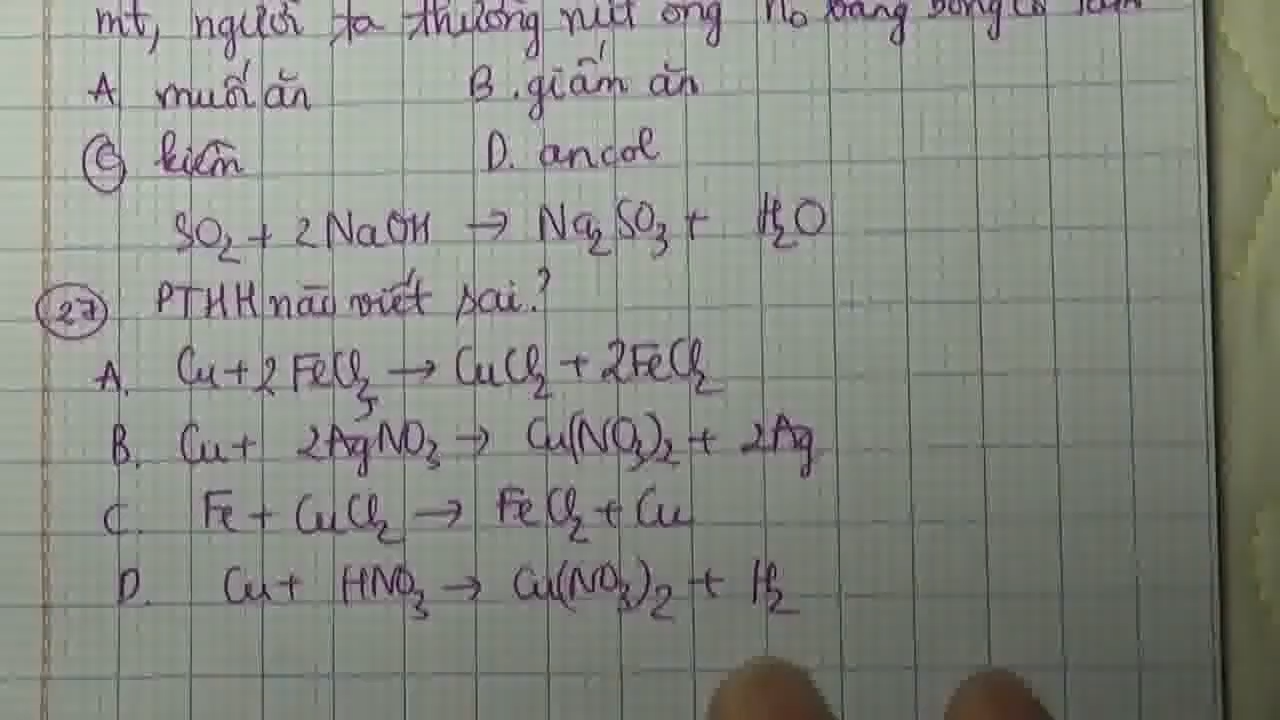 mt, người ta thường nút ống no bằng bông có tẩm
A muối ăn B. giấm ăn
C kiềm D. ancol
SO₂ + 2NaOH → Na₂SO₃ + H₂O
27 PTHH nào viết sai?
A. Cu + 2FeCl₃ → CuCl₂ + 2FeCl₂
B. Cu + 2AgNO₃ → Cu(NO₃)₂ + 2Ag
C. Fe + CuCl₂ → FeCl₂ + Cu
D. Cu + HNO₃ → Cu(NO₃)₂ + H₂